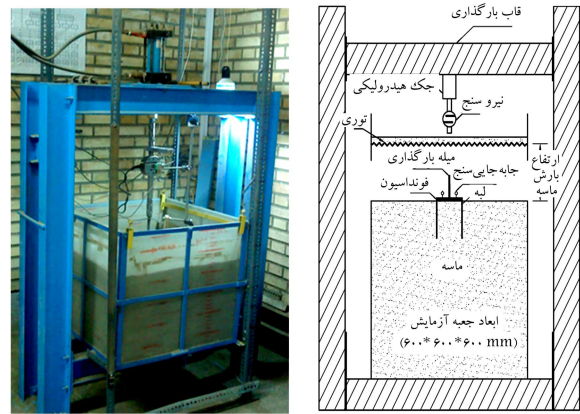 قاب بارگذاری
جک هیدرولیکی
نیرو سنج
توری
ارتفاع
بارش
ماسه
میله بارگذاری
جابه‌جایی‌سنج
فونداسیون
لبه
ماسه
ابعاد جعبه آزمایش
(۶۰۰*۶۰۰*۶۰۰ mm)